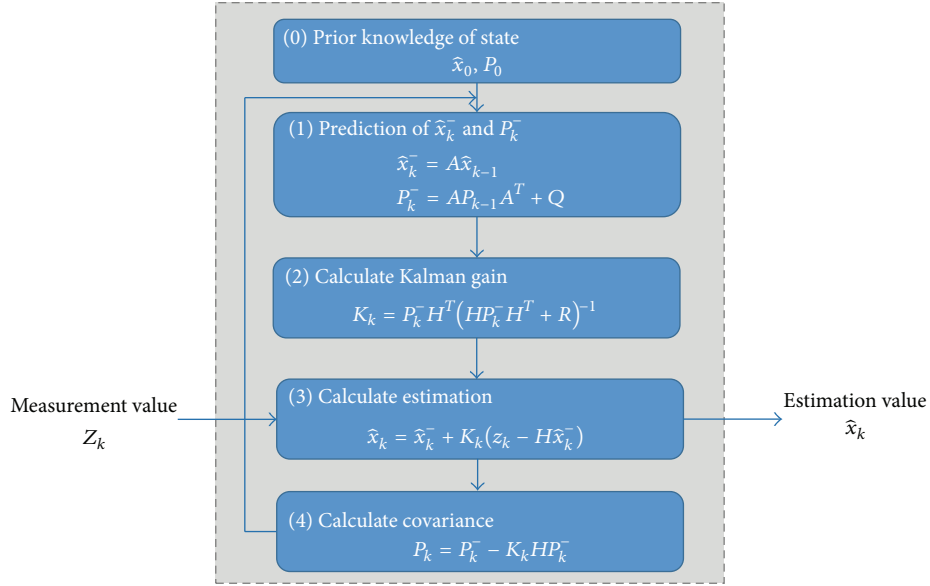 (0) Prior knowledge of state
x̂₀, P₀
(1) Prediction of x̂ₖ⁻ and Pₖ⁻
x̂ₖ⁻ = Ax̂ₖ₋₁
Pₖ⁻ = APₖ₋₁Aᵀ + Q
(2) Calculate Kalman gain
Kₖ = Pₖ⁻Hᵀ(HPₖ⁻Hᵀ + R)⁻¹
Measurement value
Zₖ
(3) Calculate estimation
x̂ₖ = x̂ₖ⁻ + Kₖ(zₖ − Hx̂ₖ⁻)
Estimation value
x̂ₖ
(4) Calculate covariance
Pₖ = Pₖ⁻ − KₖHPₖ⁻